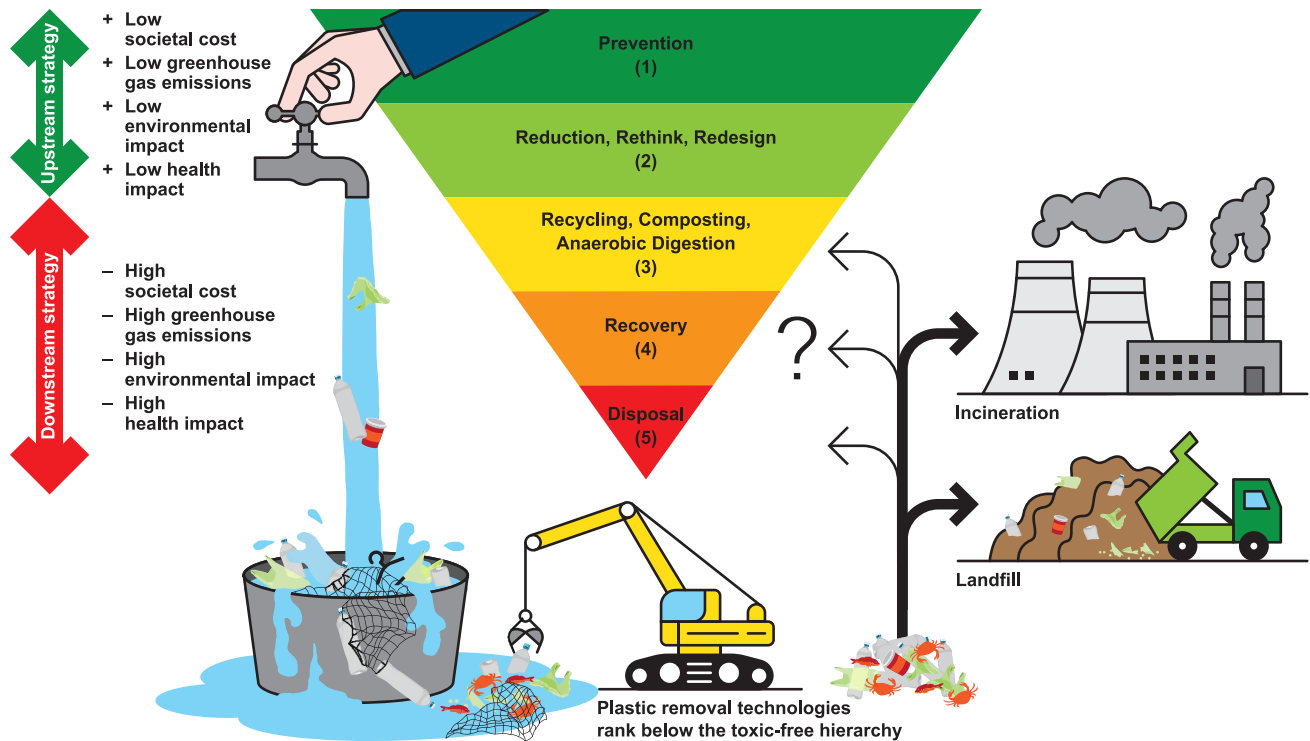 Upstream strategy
+ Low
societal cost
+ Low greenhouse
gas emissions
+ Low
environmental
impact
+ Low health
impact
Downstream strategy
– High
societal cost
– High greenhouse
gas emissions
– High
environmental impact
– High
health impact
Prevention
(1)
Reduction, Rethink, Redesign
(2)
Recycling, Composting,
Anaerobic Digestion
(3)
Recovery
(4)
Disposal
(5)
?
Incineration
Landfill
Plastic removal technologies
rank below the toxic-free hierarchy